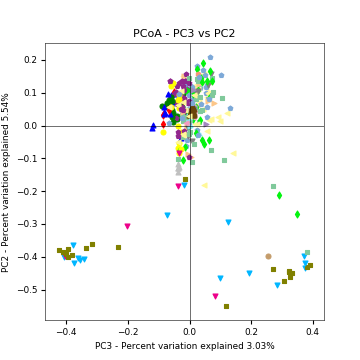 PCoA - PC3 vs PC2
PC2 - Percent variation explained 5.54%
0.2
0.1
0.0
−0.1
−0.2
−0.3
−0.4
−0.5
−0.4 −0.2 0.0 0.2 0.4
PC3 - Percent variation explained 3.03%